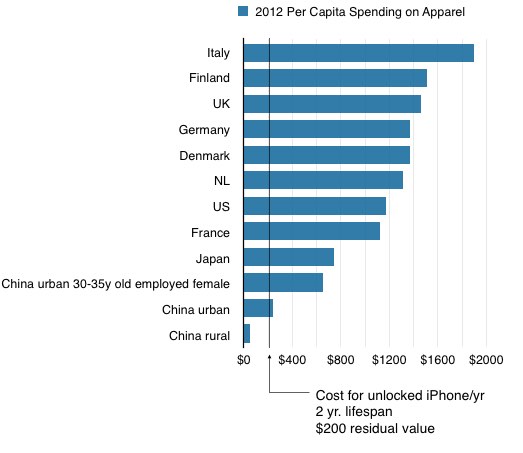 2012 Per Capita Spending on Apparel
Italy
Finland
UK
Germany
Denmark
NL
US
France
Japan
China urban 30-35y old employed female
China urban
China rural
$0 $400 $800 $1200 $1600 $2000
Cost for unlocked iPhone/yr
2 yr. lifespan
$200 residual value